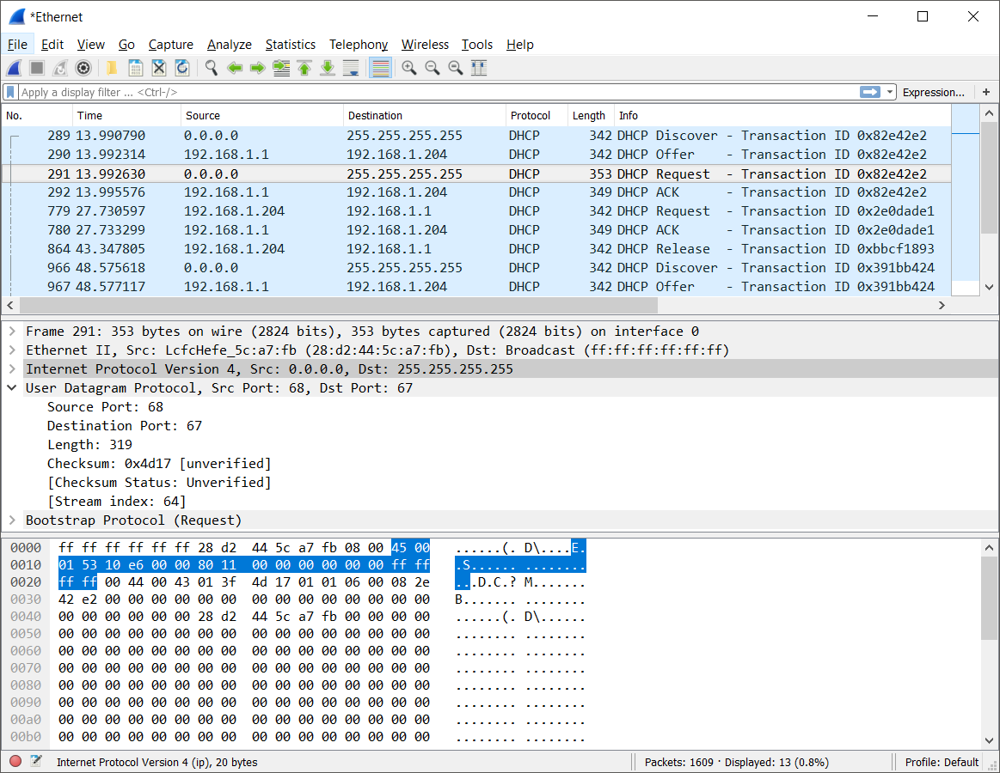 *Ethernet
File Edit View Go Capture Analyze Statistics Telephony Wireless Tools Help
Apply a display filter ... <Ctrl-/> Expression... +
No. Time Source Destination Protocol Length Info
289 13.990790 0.0.0.0 255.255.255.255 DHCP 342 DHCP Discover - Transaction ID 0x82e42e2
290 13.992314 192.168.1.1 192.168.1.204 DHCP 342 DHCP Offer - Transaction ID 0x82e42e2
291 13.992630 0.0.0.0 255.255.255.255 DHCP 353 DHCP Request - Transaction ID 0x82e42e2
292 13.995576 192.168.1.1 192.168.1.204 DHCP 349 DHCP ACK - Transaction ID 0x82e42e2
779 27.730597 192.168.1.204 192.168.1.1 DHCP 342 DHCP Request - Transaction ID 0x2e0dade1
780 27.733299 192.168.1.1 192.168.1.204 DHCP 349 DHCP ACK - Transaction ID 0x2e0dade1
864 43.347805 192.168.1.204 192.168.1.1 DHCP 342 DHCP Release - Transaction ID 0xbbcf1893
966 48.575618 0.0.0.0 255.255.255.255 DHCP 342 DHCP Discover - Transaction ID 0x391bb424
967 48.577117 192.168.1.1 192.168.1.204 DHCP 342 DHCP Offer - Transaction ID 0x391bb424
Frame 291: 353 bytes on wire (2824 bits), 353 bytes captured (2824 bits) on interface 0
Ethernet II, Src: LcfcHefe_5c:a7:fb (28:d2:44:5c:a7:fb), Dst: Broadcast (ff:ff:ff:ff:ff:ff)
Internet Protocol Version 4, Src: 0.0.0.0, Dst: 255.255.255.255
User Datagram Protocol, Src Port: 68, Dst Port: 67
Source Port: 68
Destination Port: 67
Length: 319
Checksum: 0x4d17 [unverified]
[Checksum Status: Unverified]
[Stream index: 64]
Bootstrap Protocol (Request)
0000 ff ff ff ff ff ff 28 d2 44 5c a7 fb 08 00 45 00 ......(. D\....E.
0010 01 53 10 e6 00 00 80 11 00 00 00 00 00 00 ff ff .S...... ........
0020 ff ff 00 44 00 43 01 3f 4d 17 01 01 06 00 08 2e ...D.C.? M.......
0030 42 e2 00 00 00 00 00 00 00 00 00 00 00 00 00 00 B....... ........
0040 00 00 00 00 00 00 28 d2 44 5c a7 fb 00 00 00 00 ......(. D\......
0050 00 00 00 00 00 00 00 00 00 00 00 00 00 00 00 00 ........ ........
0060 00 00 00 00 00 00 00 00 00 00 00 00 00 00 00 00 ........ ........
0070 00 00 00 00 00 00 00 00 00 00 00 00 00 00 00 00 ........ ........
0080 00 00 00 00 00 00 00 00 00 00 00 00 00 00 00 00 ........ ........
0090 00 00 00 00 00 00 00 00 00 00 00 00 00 00 00 00 ........ ........
00a0 00 00 00 00 00 00 00 00 00 00 00 00 00 00 00 00 ........ ........
00b0 00 00 00 00 00 00 00 00 00 00 00 00 00 00 00 00 ........ ........
Internet Protocol Version 4 (ip), 20 bytes Packets: 1609 · Displayed: 13 (0.8%) Profile: Default